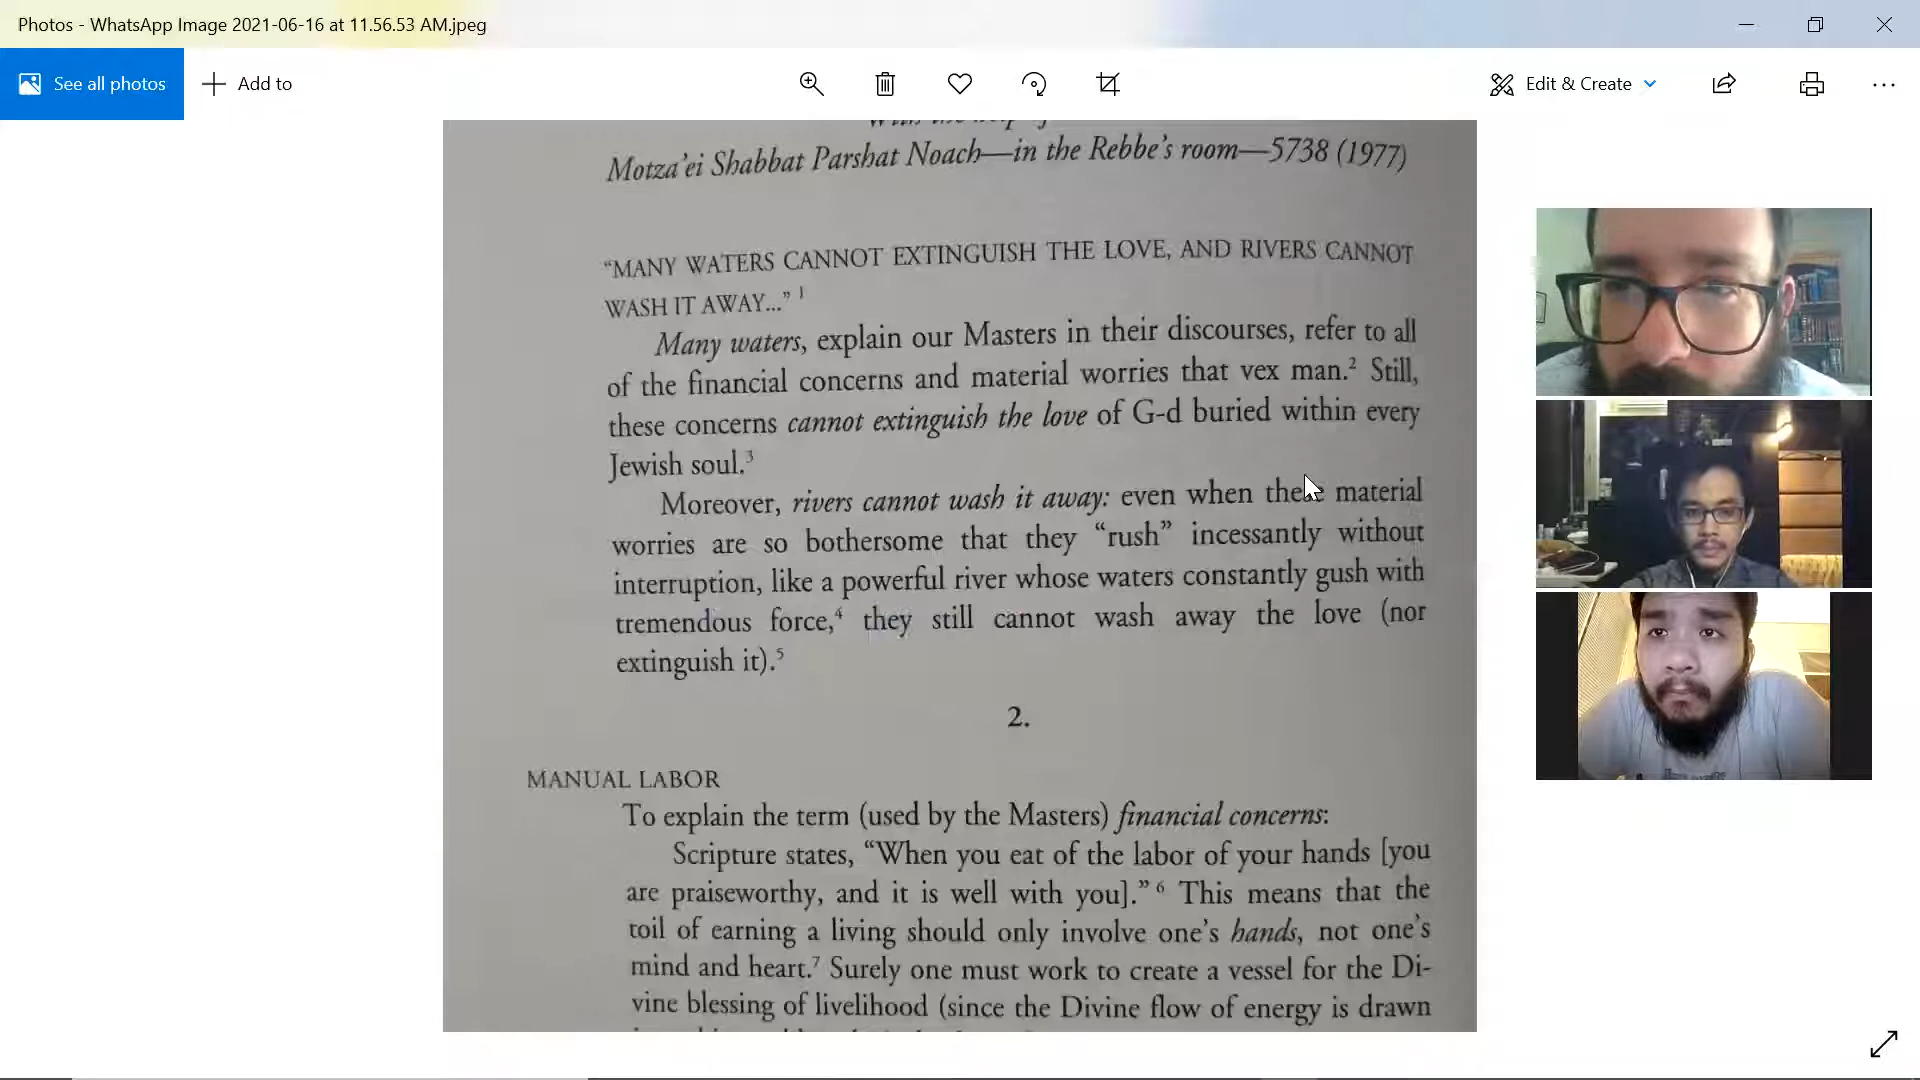 Photos - WhatsApp Image 2021-06-16 at 11.56.53 AM.jpeg
See all photos
Add to
Edit & Create
Motza’ei Shabbat Parshat Noach—in the Rebbe’s room—5738 (1977)
“MANY WATERS CANNOT EXTINGUISH THE LOVE, AND RIVERS CANNOT
WASH IT AWAY...” 1
Many waters, explain our Masters in their discourses, refer to all
of the financial concerns and material worries that vex man.2 Still,
these concerns cannot extinguish the love of G-d buried within every
Jewish soul.3
Moreover, rivers cannot wash it away: even when these material
worries are so bothersome that they “rush” incessantly without
interruption, like a powerful river whose waters constantly gush with
tremendous force,4 they still cannot wash away the love (nor
extinguish it).5
2.
MANUAL LABOR
To explain the term (used by the Masters) financial concerns:
Scripture states, “When you eat of the labor of your hands [you
are praiseworthy, and it is well with you].” 6 This means that the
toil of earning a living should only involve one’s hands, not one’s
mind and heart.7 Surely one must work to create a vessel for the Di-
vine blessing of livelihood (since the Divine flow of energy is drawn